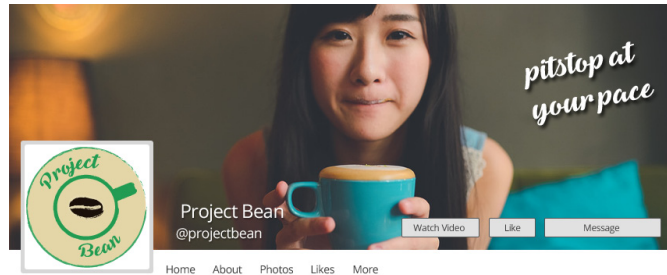 pitstop at
your pace
Project
Bean
Project Bean
@projectbean
Watch Video Like Message
Home About Photos Likes More